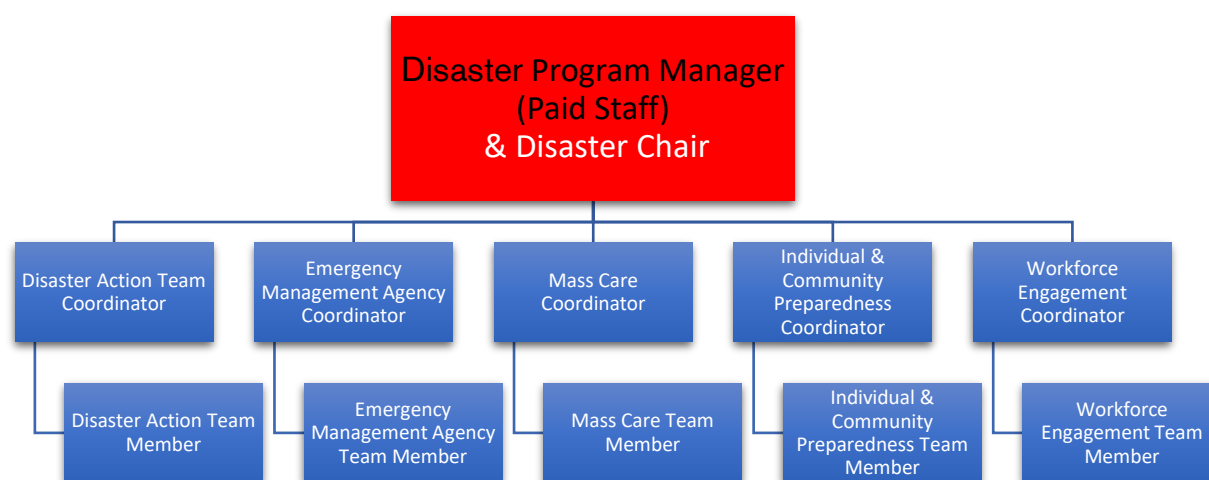 Disaster Program Manager
(Paid Staff)
& Disaster Chair
Disaster Action Team
Coordinator
Emergency
Management Agency
Coordinator
Mass Care
Coordinator
Individual &
Community
Preparedness
Coordinator
Workforce
Engagement
Coordinator
Disaster Action Team
Member
Emergency
Management Agency
Team Member
Mass Care Team
Member
Individual &
Community
Preparedness Team
Member
Workforce
Engagement Team
Member